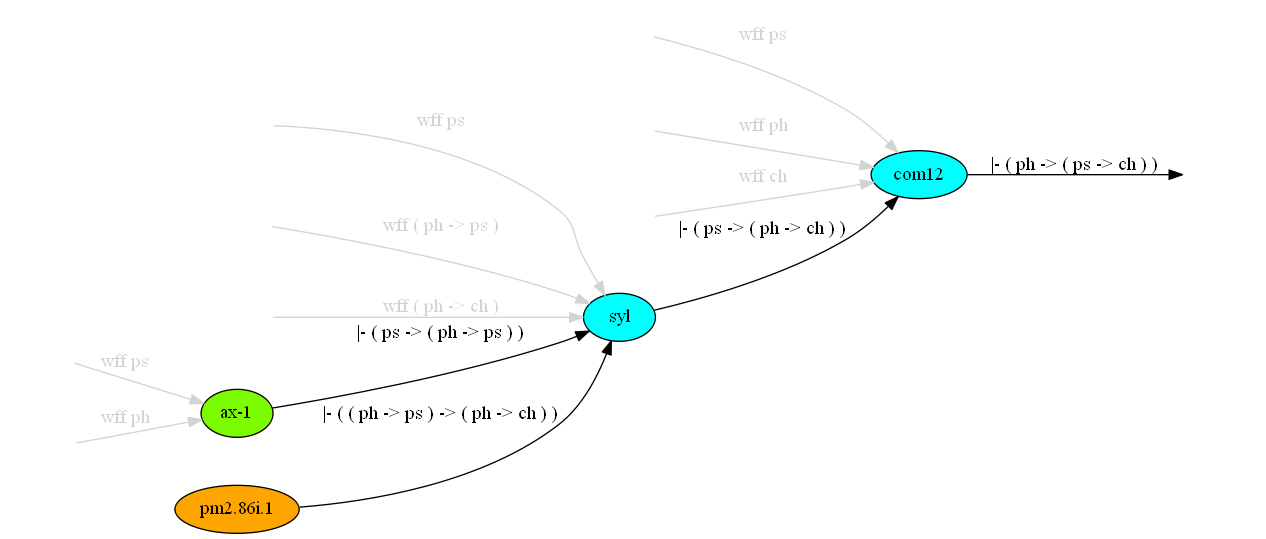 wff ps
wff ph
wff ch
com12
|- ( ph -> ( ps -> ch ) )
|- ( ps -> ( ph -> ch ) )
wff ps
wff ( ph -> ps )
wff ( ph -> ch )
syl
|- ( ps -> ( ph -> ps ) )
wff ps
wff ph
ax-1
|- ( ( ph -> ps ) -> ( ph -> ch ) )
pm2.86i.1